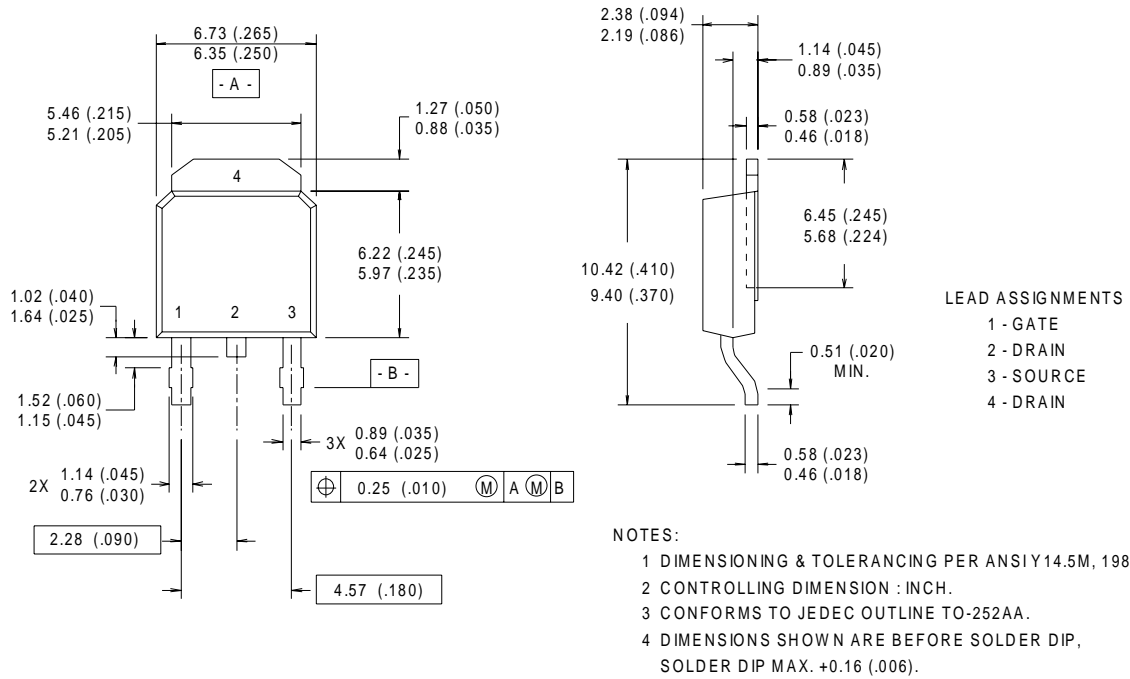 6.73 (.265)
6.35 (.250)
- A -
5.46 (.215)
5.21 (.205)
1.27 (.050)
0.88 (.035)
4
6.22 (.245)
5.97 (.235)
1.02 (.040)
1.64 (.025)
1 2 3
- B -
1.52 (.060)
1.15 (.045)
3X 0.89 (.035)
0.64 (.025)
2X 1.14 (.045)
0.76 (.030)
⌖ 0.25 (.010) Ⓜ A Ⓜ B
2.28 (.090)
4.57 (.180)
2.38 (.094)
2.19 (.086)
1.14 (.045)
0.89 (.035)
0.58 (.023)
0.46 (.018)
6.45 (.245)
5.68 (.224)
10.42 (.410)
9.40 (.370)
0.51 (.020)
MIN.
0.58 (.023)
0.46 (.018)
LEAD ASSIGNMENTS
1 - GATE
2 - DRAIN
3 - SOURCE
4 - DRAIN
NOTES:
1 DIMENSIONING & TOLERANCING PER ANSI Y14.5M, 198
2 CONTROLLING DIMENSION : INCH.
3 CONFORMS TO JEDEC OUTLINE TO-252AA.
4 DIMENSIONS SHOWN ARE BEFORE SOLDER DIP,
SOLDER DIP MAX. +0.16 (.006).